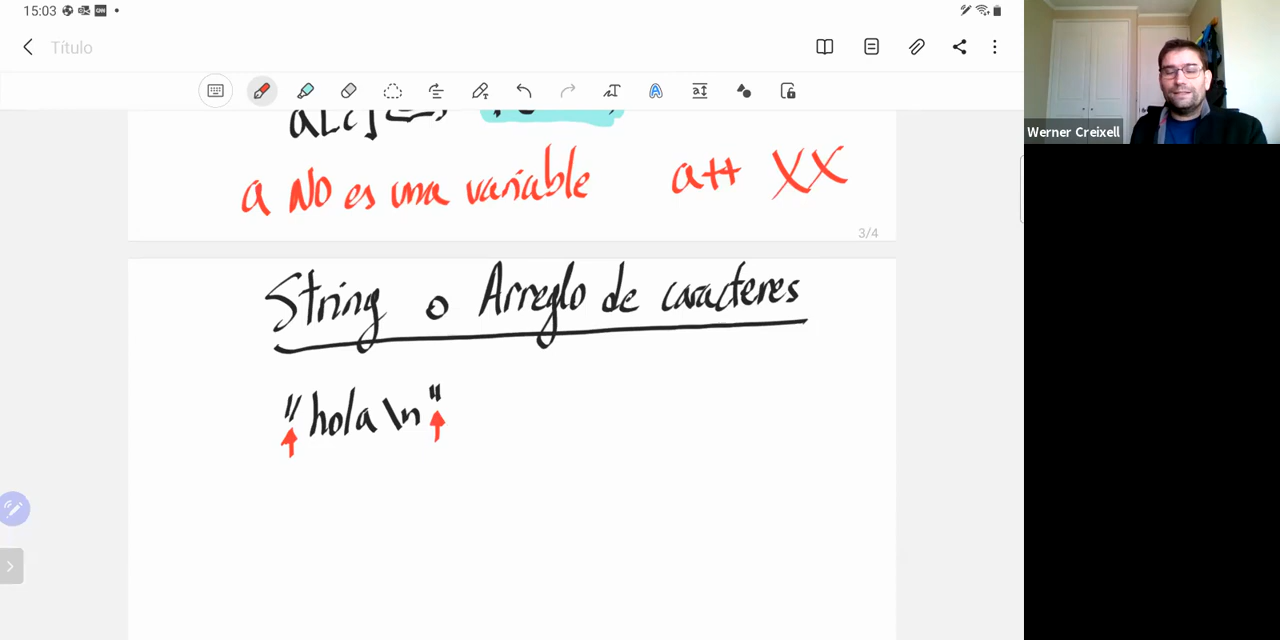 15:03
Título
a NO es una variable a++ XX
3/4
String o Arreglo de caracteres
"hola\n"
Werner Creixell